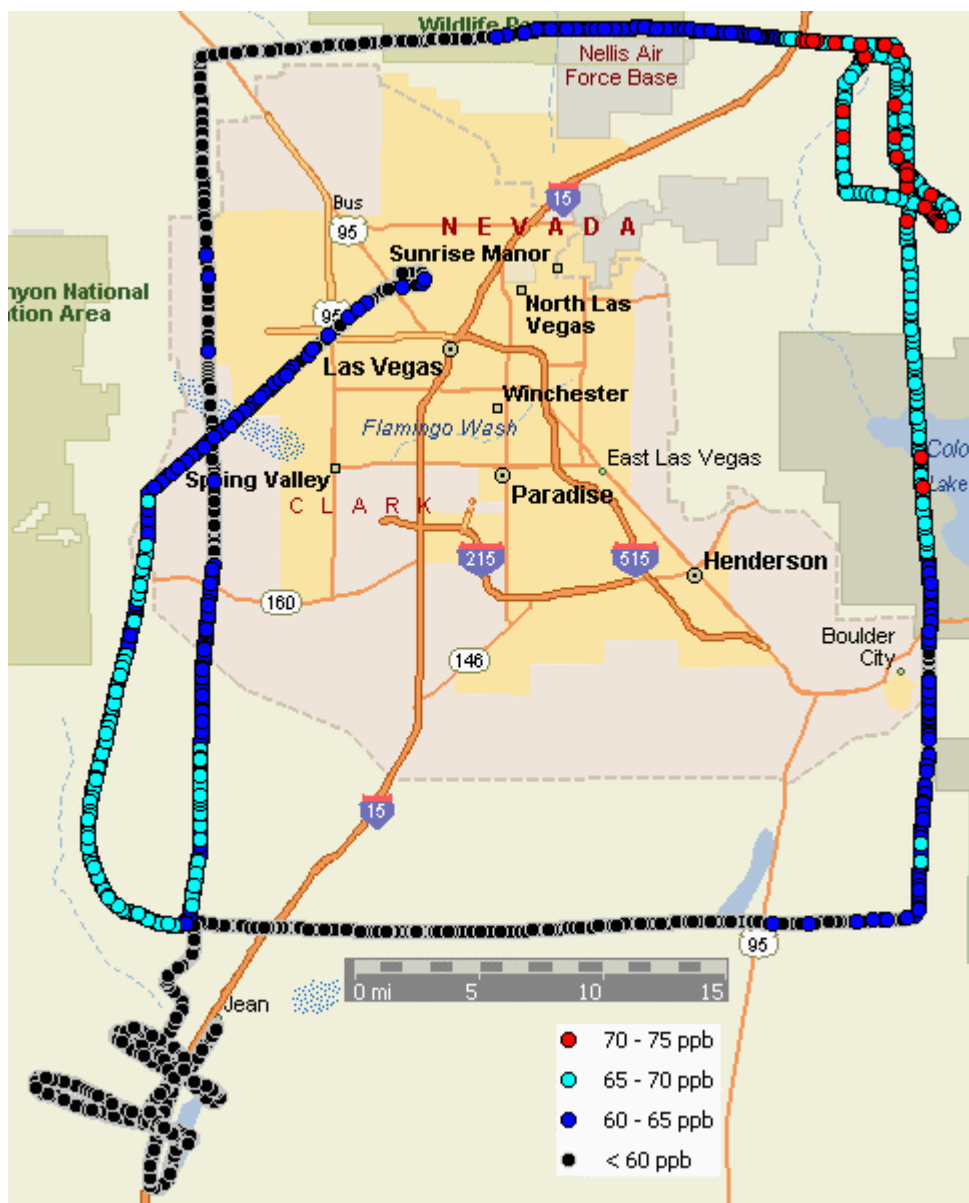 Wildlife
Nellis Air
Force Base
15
Bus
95
NEVADA
Sunrise Manor
nyon National
ation Area
95
North Las
Vegas
Las Vegas
Winchester
Flamingo Wash
East Las Vegas
Colo
Lake
Spring Valley
Paradise
CLARK
215
515
Henderson
160
Boulder
City
146
15
95
0 mi 5 10 15
Jean
70 - 75 ppb
65 - 70 ppb
60 - 65 ppb
< 60 ppb